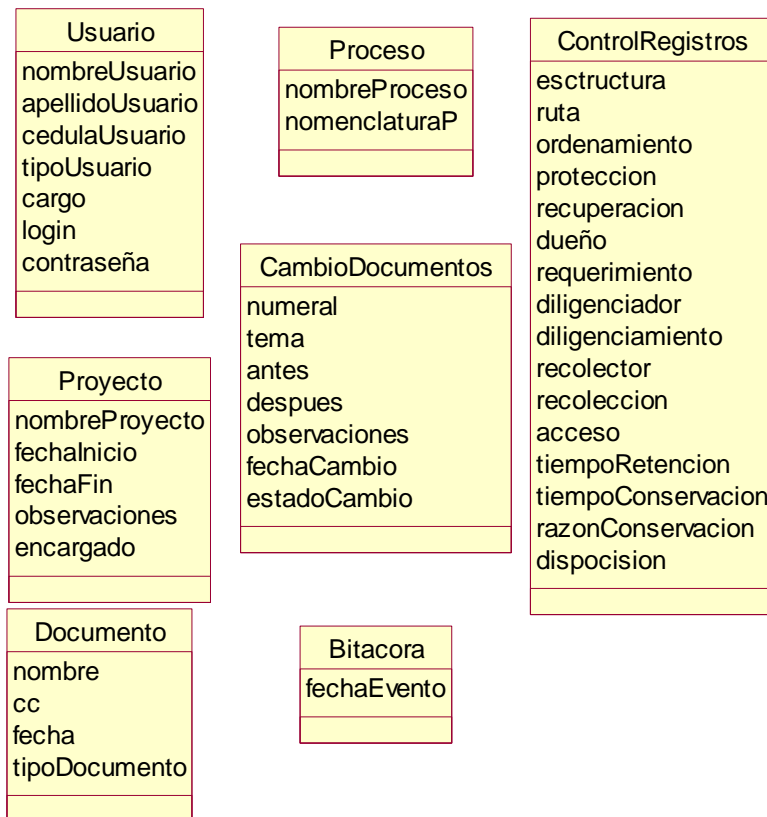 Usuario
nombreUsuario
apellidoUsuario
cedulaUsuario
tipoUsuario
cargo
login
contraseña
Proceso
nombreProceso
nomenclaturaP
ControlRegistros
esctructura
ruta
ordenamiento
proteccion
recuperacion
dueño
requerimiento
diligenciador
diligenciamiento
recolector
recoleccion
acceso
tiempoRetencion
tiempoConservacion
razonConservacion
dispocision
CambioDocumentos
numeral
tema
antes
despues
observaciones
fechaCambio
estadoCambio
Proyecto
nombreProyecto
fechaInicio
fechaFin
observaciones
encargado
Documento
nombre
cc
fecha
tipoDocumento
Bitacora
fechaEvento